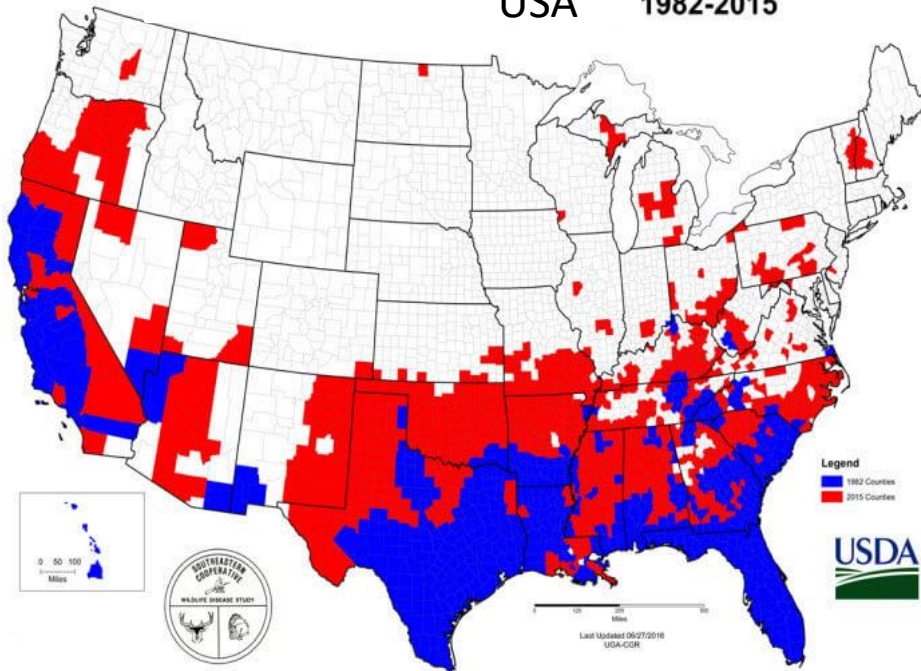 USA 1982-2015
Legend
1982 Counties
2015 Counties
0 50 100
Miles
SOUTHEASTERN
COOPERATIVE
WILDLIFE DISEASE STUDY
USDA
Miles
Last Updated 06/27/2016
UGA-CGR